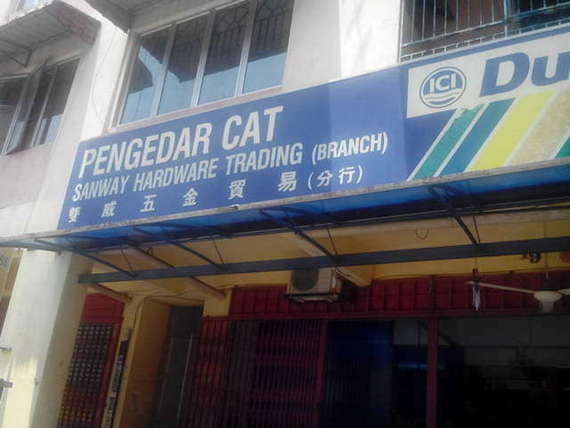 PENGEDAR CAT
SANWAY HARDWARE TRADING (BRANCH)
雙威五金貿易(分行)
ICI
Du